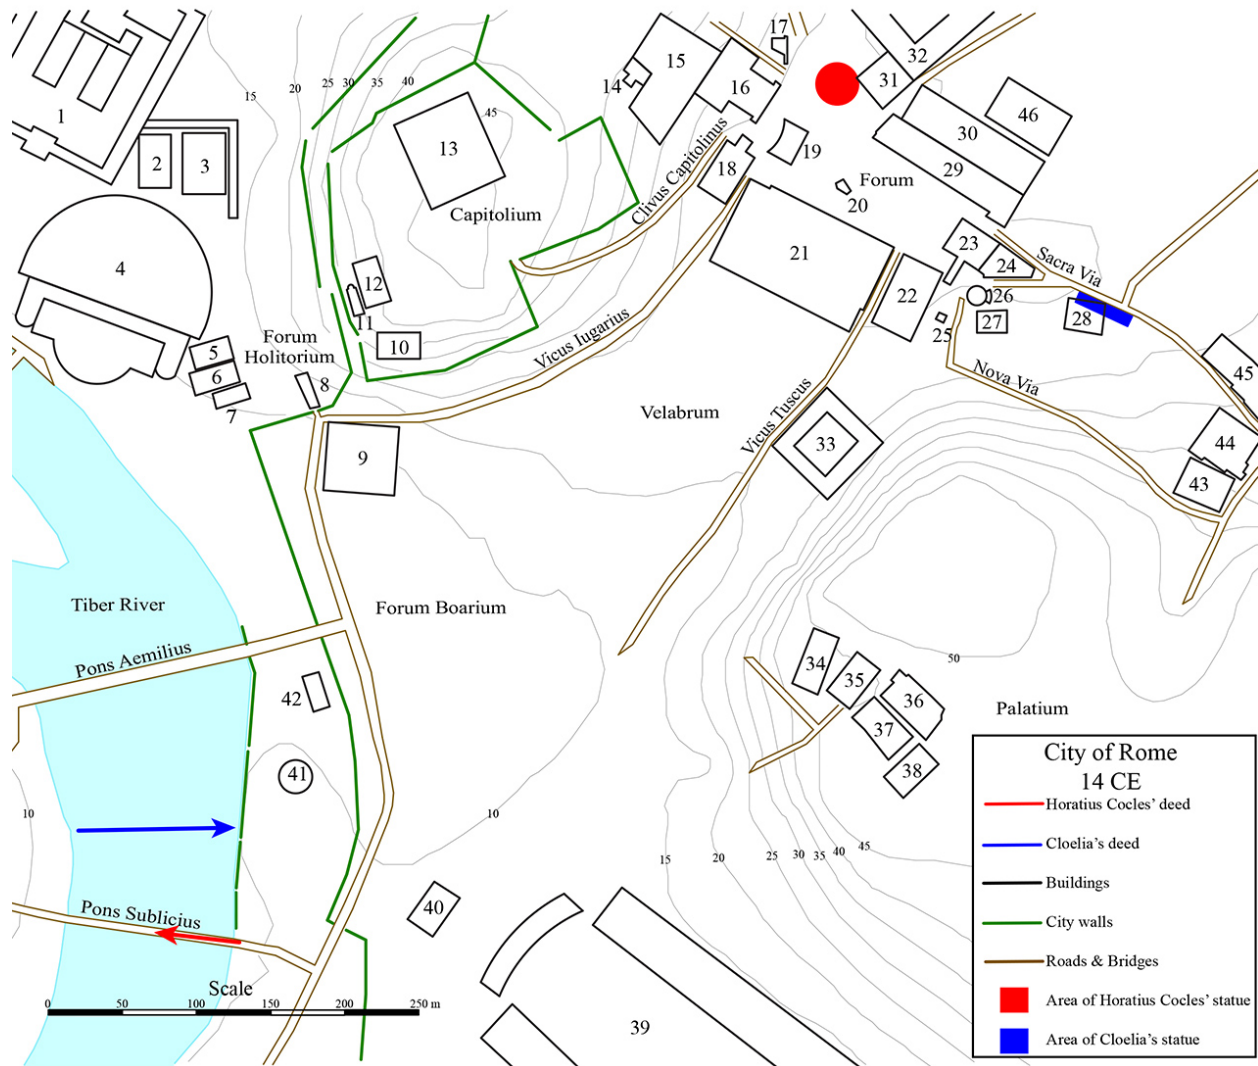 17
32
15
31
14
16
20
25
30
35
40
15
45
1
46
30
2
3
13
19
29
18
Forum
Clivus Capitolinus
20
Capitolium
23
21
Sacra Via
24
4
12
22
26
11
25
27
28
Forum
Holitorium
10
Vicus Iugarius
5
6
8
7
Nova Via
45
Velabrum
Vicus Tuscus
33
44
9
43
Tiber River
Forum Boarium
Pons Aemilius
50
34
35
42
36
Palatium
37
38
41
10
10
15
20
25
30
35
40
45
City of Rome
14 CE
Horatius Cocles' deed
Cloelia's deed
Buildings
City walls
Roads & Bridges
Area of Horatius Cocles' statue
Area of Cloelia's statue
Pons Sublicius
40
Scale
0
50
100
150
200
250 m
39